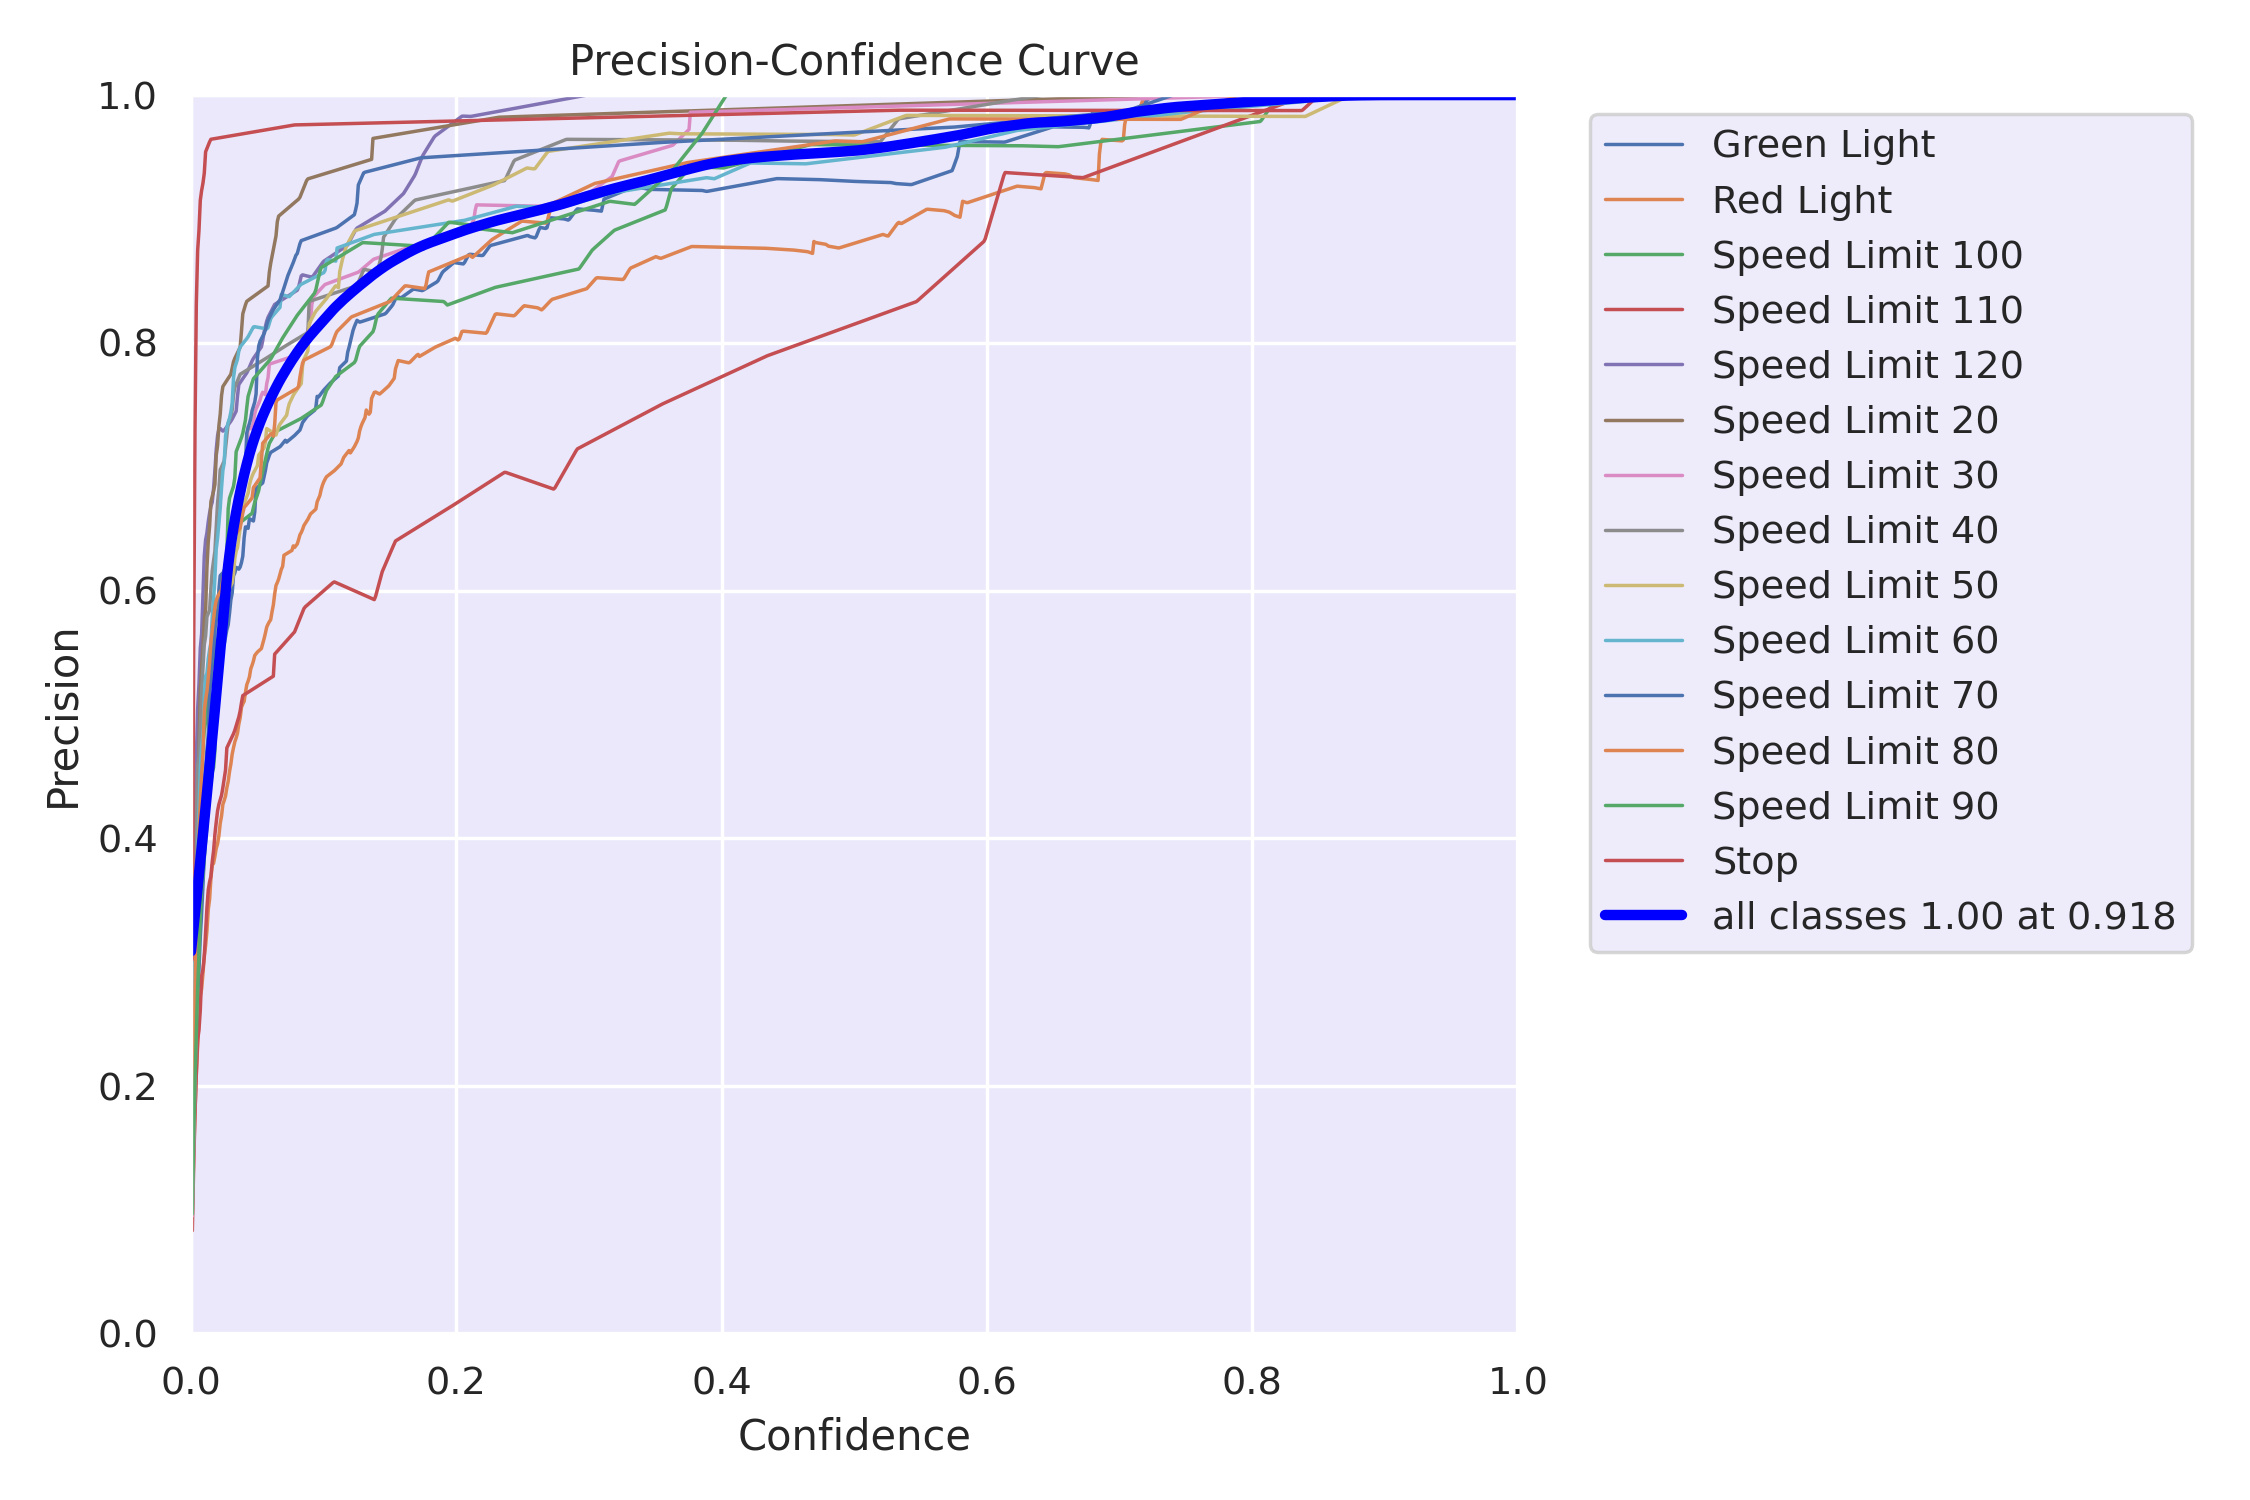 Precision-Confidence Curve
1.0
0.8
0.6
0.4
0.2
0.0
Precision
0.0 0.2 0.4 0.6 0.8 1.0
Confidence
Green Light
Red Light
Speed Limit 100
Speed Limit 110
Speed Limit 120
Speed Limit 20
Speed Limit 30
Speed Limit 40
Speed Limit 50
Speed Limit 60
Speed Limit 70
Speed Limit 80
Speed Limit 90
Stop
all classes 1.00 at 0.918